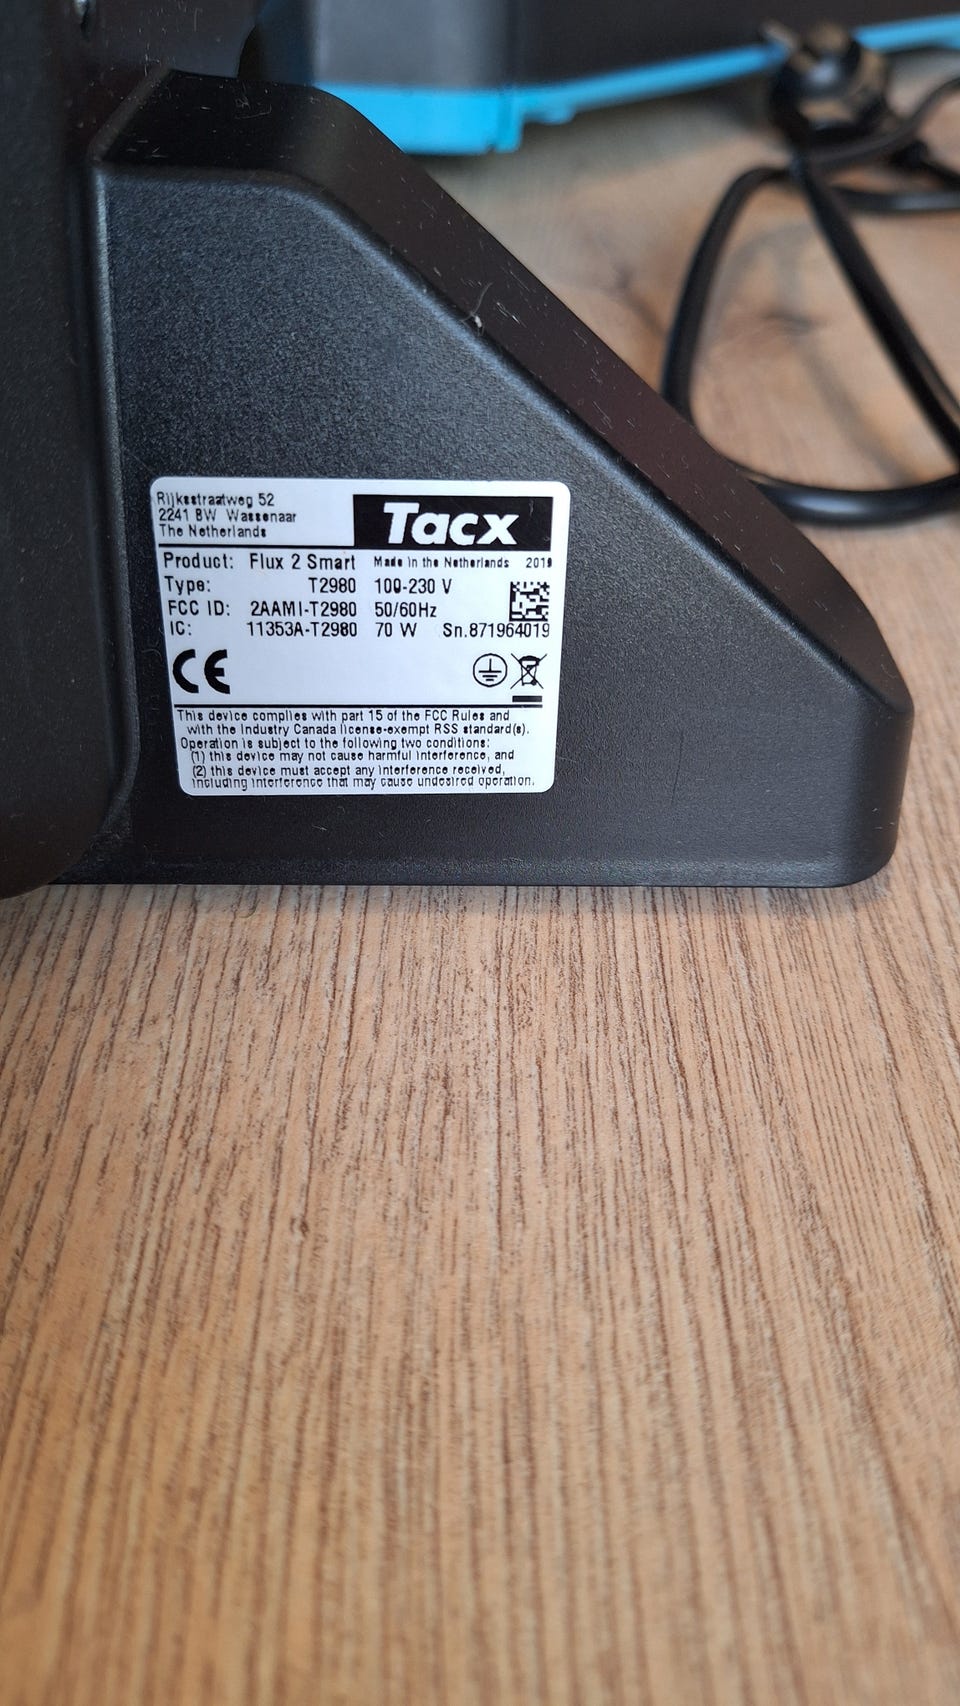 Rijksstraatweg 52
2241 BW Wassenaar
The Netherlands
Tacx
Product: Flux 2 Smart Made in the Netherlands 2019
Type: T2980 100-230 V
FCC ID: 2AAMI-T2980 50/60Hz
IC: 11353A-T2980 70 W Sn.871964019
CE
This device complies with part 15 of the FCC Rules and
with the Industry Canada license-exempt RSS standard(s).
Operation is subject to the following two conditions:
(1) this device may not cause harmful interference, and
(2) this device must accept any interference received,
including interference that may cause undesired operation.